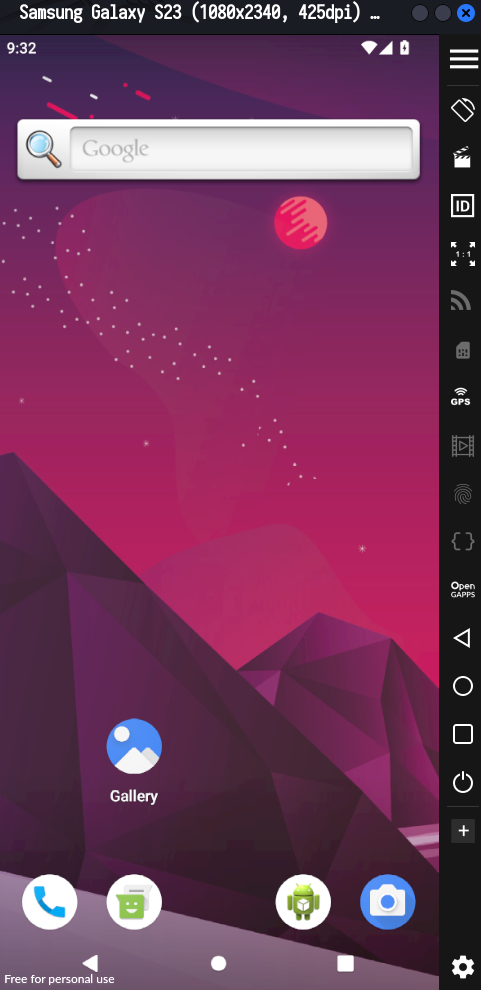 Samsung Galaxy S23 (1080x2340, 425dpi) …
9:32
Google
ID
1:1
GPS
Open
GAPPS
Gallery
Free for personal use